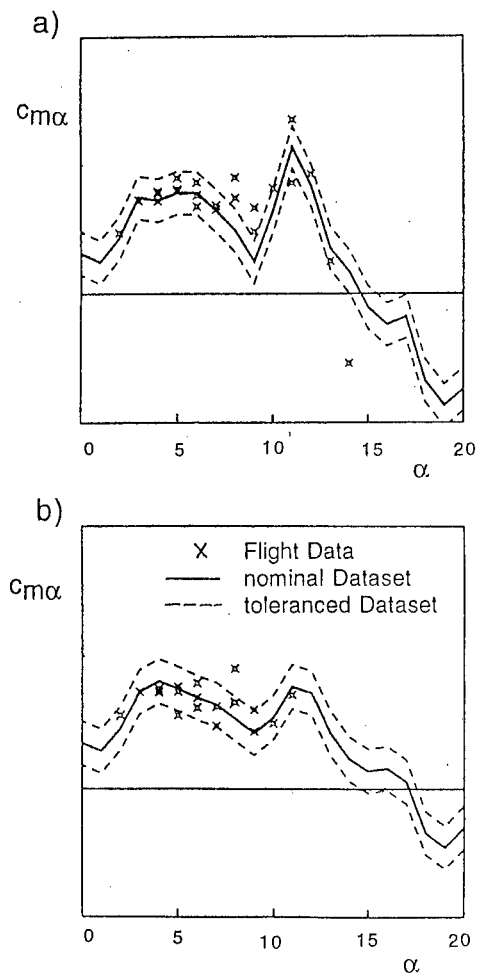 a)
cmα
0 5 10 15 20
α
b)
cmα
x Flight Data
nominal Dataset
toleranced Dataset
0 5 10 15 20
α